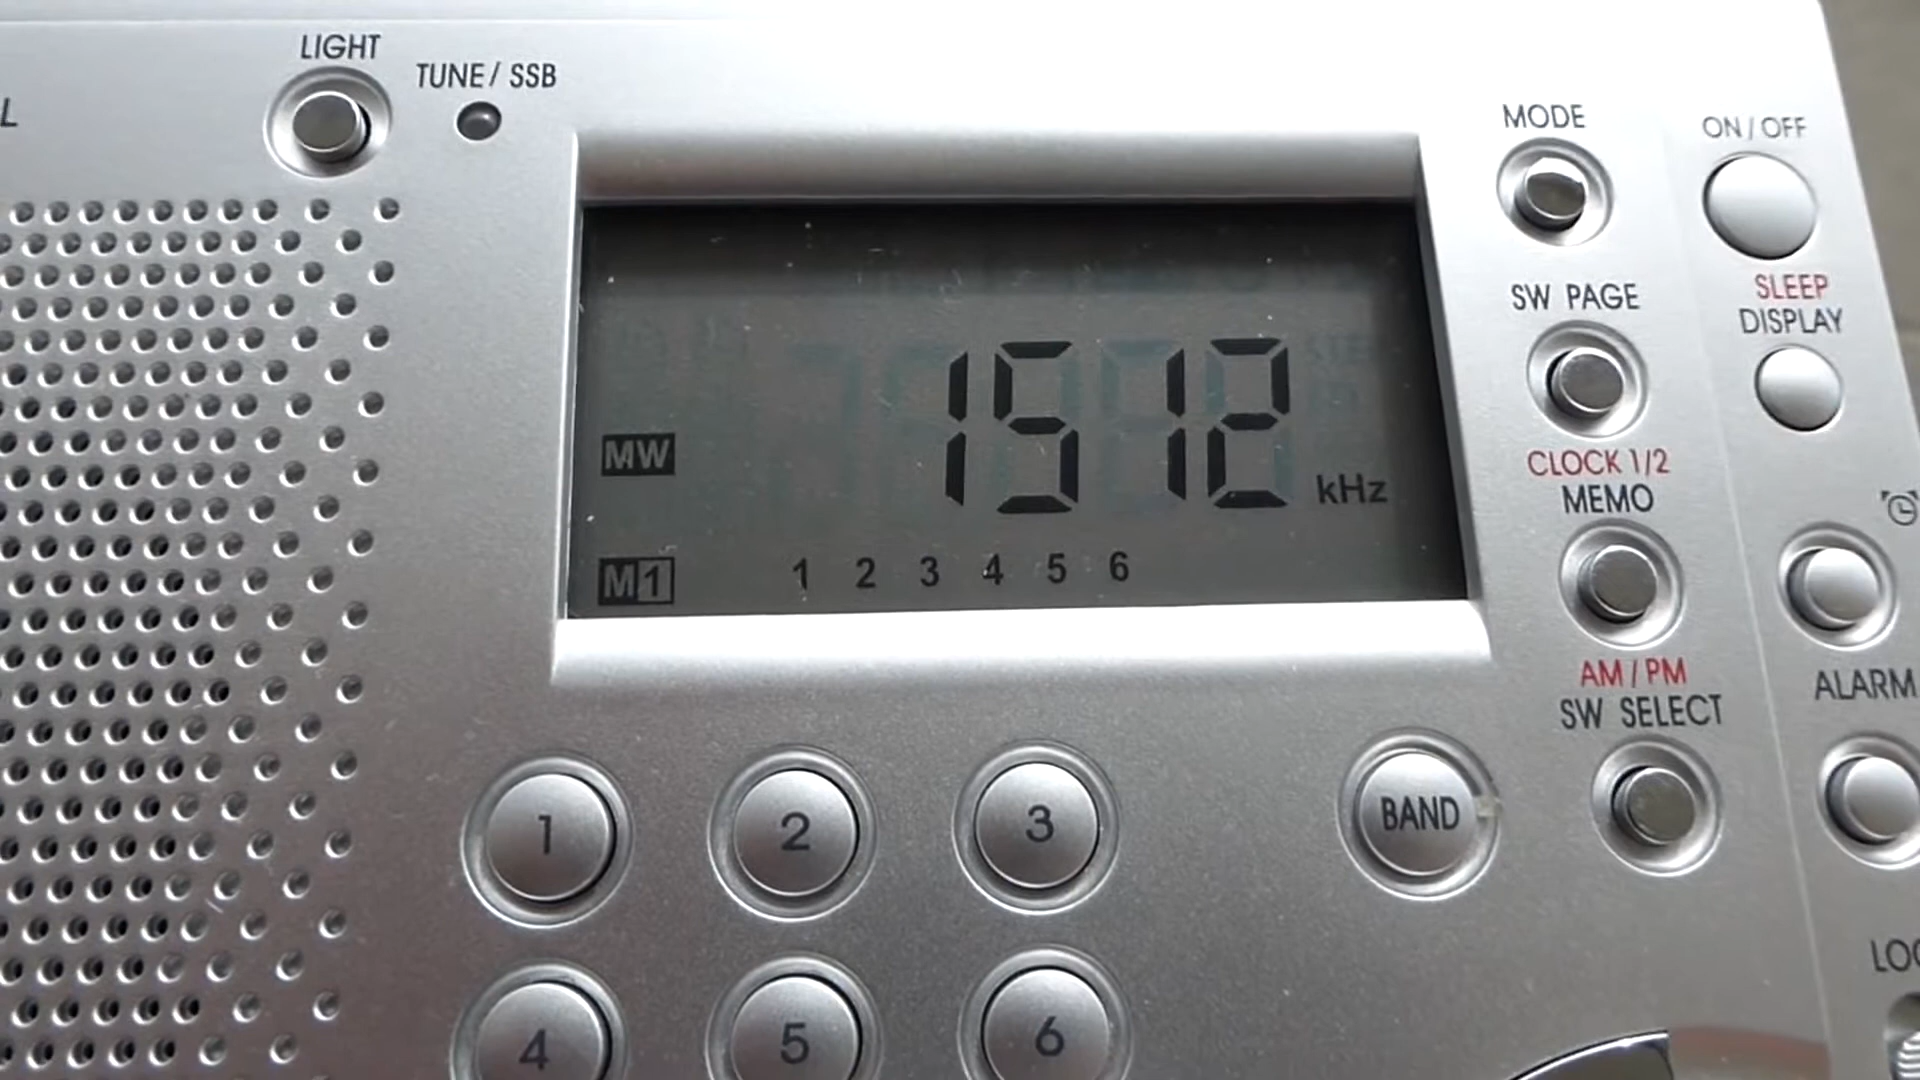 L
LIGHT
TUNE / SSB
MODE
ON / OFF
SW PAGE
SLEEP
DISPLAY
1512 kHz
MW
M1 1 2 3 4 5 6
CLOCK 1/2
MEMO
AM / PM
SW SELECT
ALARM
1 2 3 BAND
4 5 6
LOC